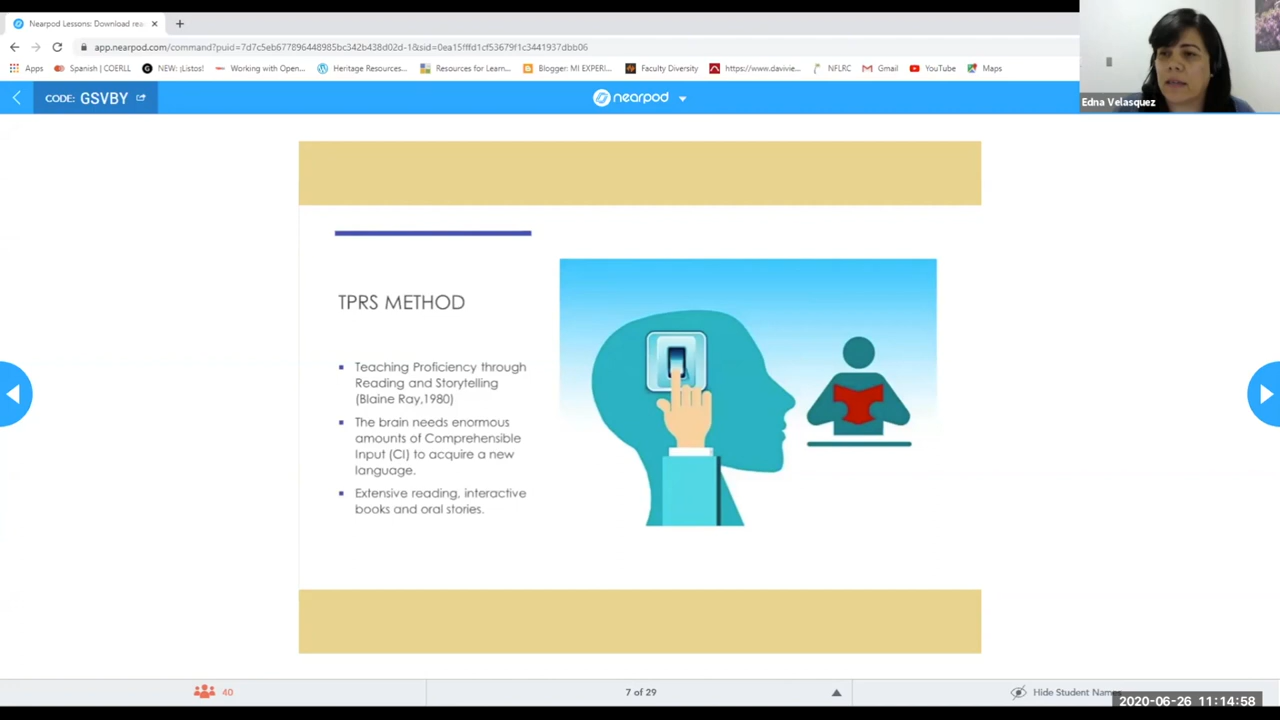 Nearpod Lessons: Download rea
app.nearpod.com/command?puid=7d7c5eb677896448985bc342b438d02d-1&sid=0ea15fffd1cf53679f1c3441937dbb06
Apps Spanish | COERLL NEW: ¡Listos! Working with Open... Heritage Resources... Resources for Learn... Blogger: MI EXPERI... Faculty Diversity https://www.davivie... NFLRC Gmail YouTube Maps
CODE: GSVBY nearpod
Edna Velasquez
TPRS METHOD
▪ Teaching Proficiency through
Reading and Storytelling
(Blaine Ray,1980)
▪ The brain needs enormous
amounts of Comprehensible
Input (CI) to acquire a new
language.
▪ Extensive reading, interactive
books and oral stories.
40 7 of 29 Hide Student Names
2020-06-26 11:14:58